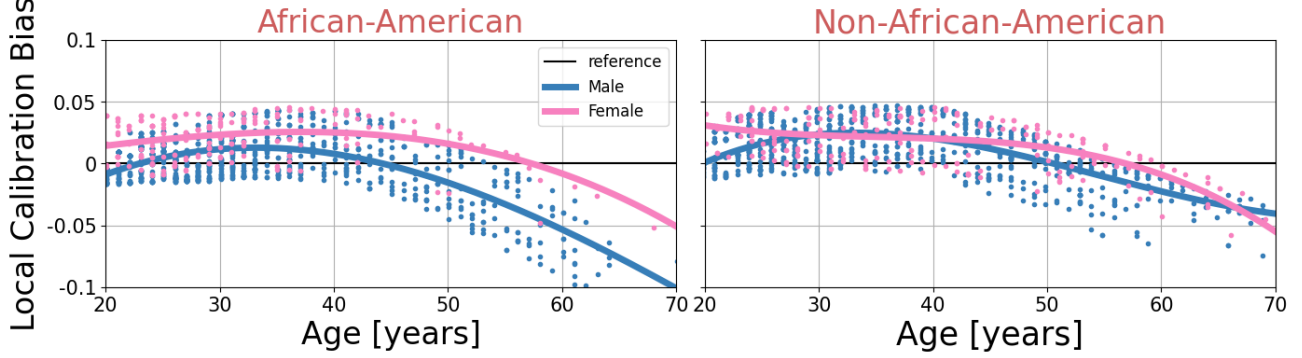 African-American
Non-African-American
Local Calibration Bias
0.1
0.05
0
-0.05
-0.1
reference
Male
Female
20
30
40
50
60
70
20
30
40
50
60
70
Age [years]
Age [years]